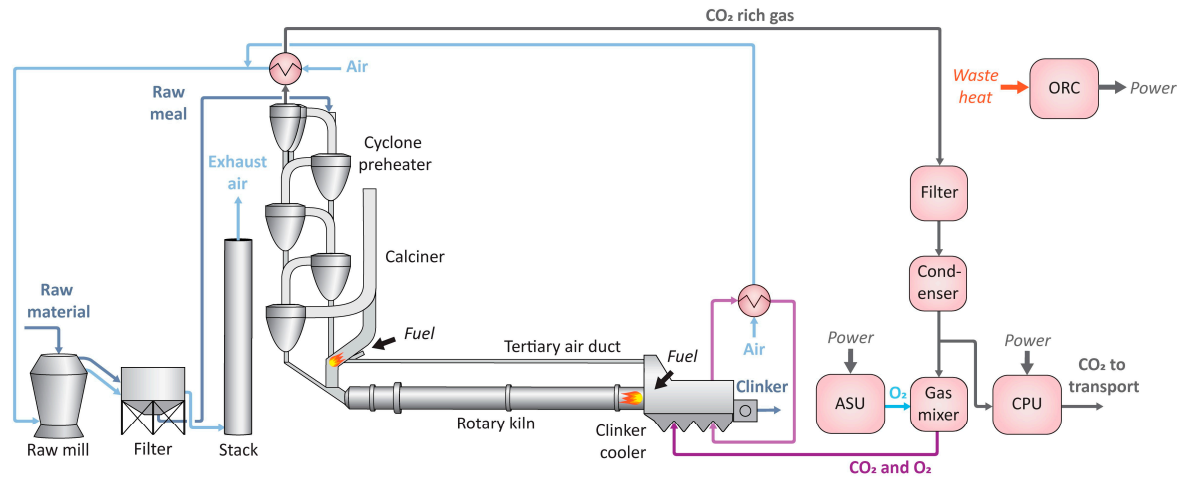 CO₂ rich gas
Air
Raw
meal
Waste
heat
ORC
Power
Cyclone
preheater
Exhaust
air
Filter
Calciner
Cond-
enser
Raw
material
Fuel
Tertiary air duct
Fuel
Air
Power
Power
CO₂ to
transport
Clinker
ASU
O₂
Gas
mixer
CPU
Rotary kiln
Clinker
cooler
Raw mill
Filter
Stack
CO₂ and O₂